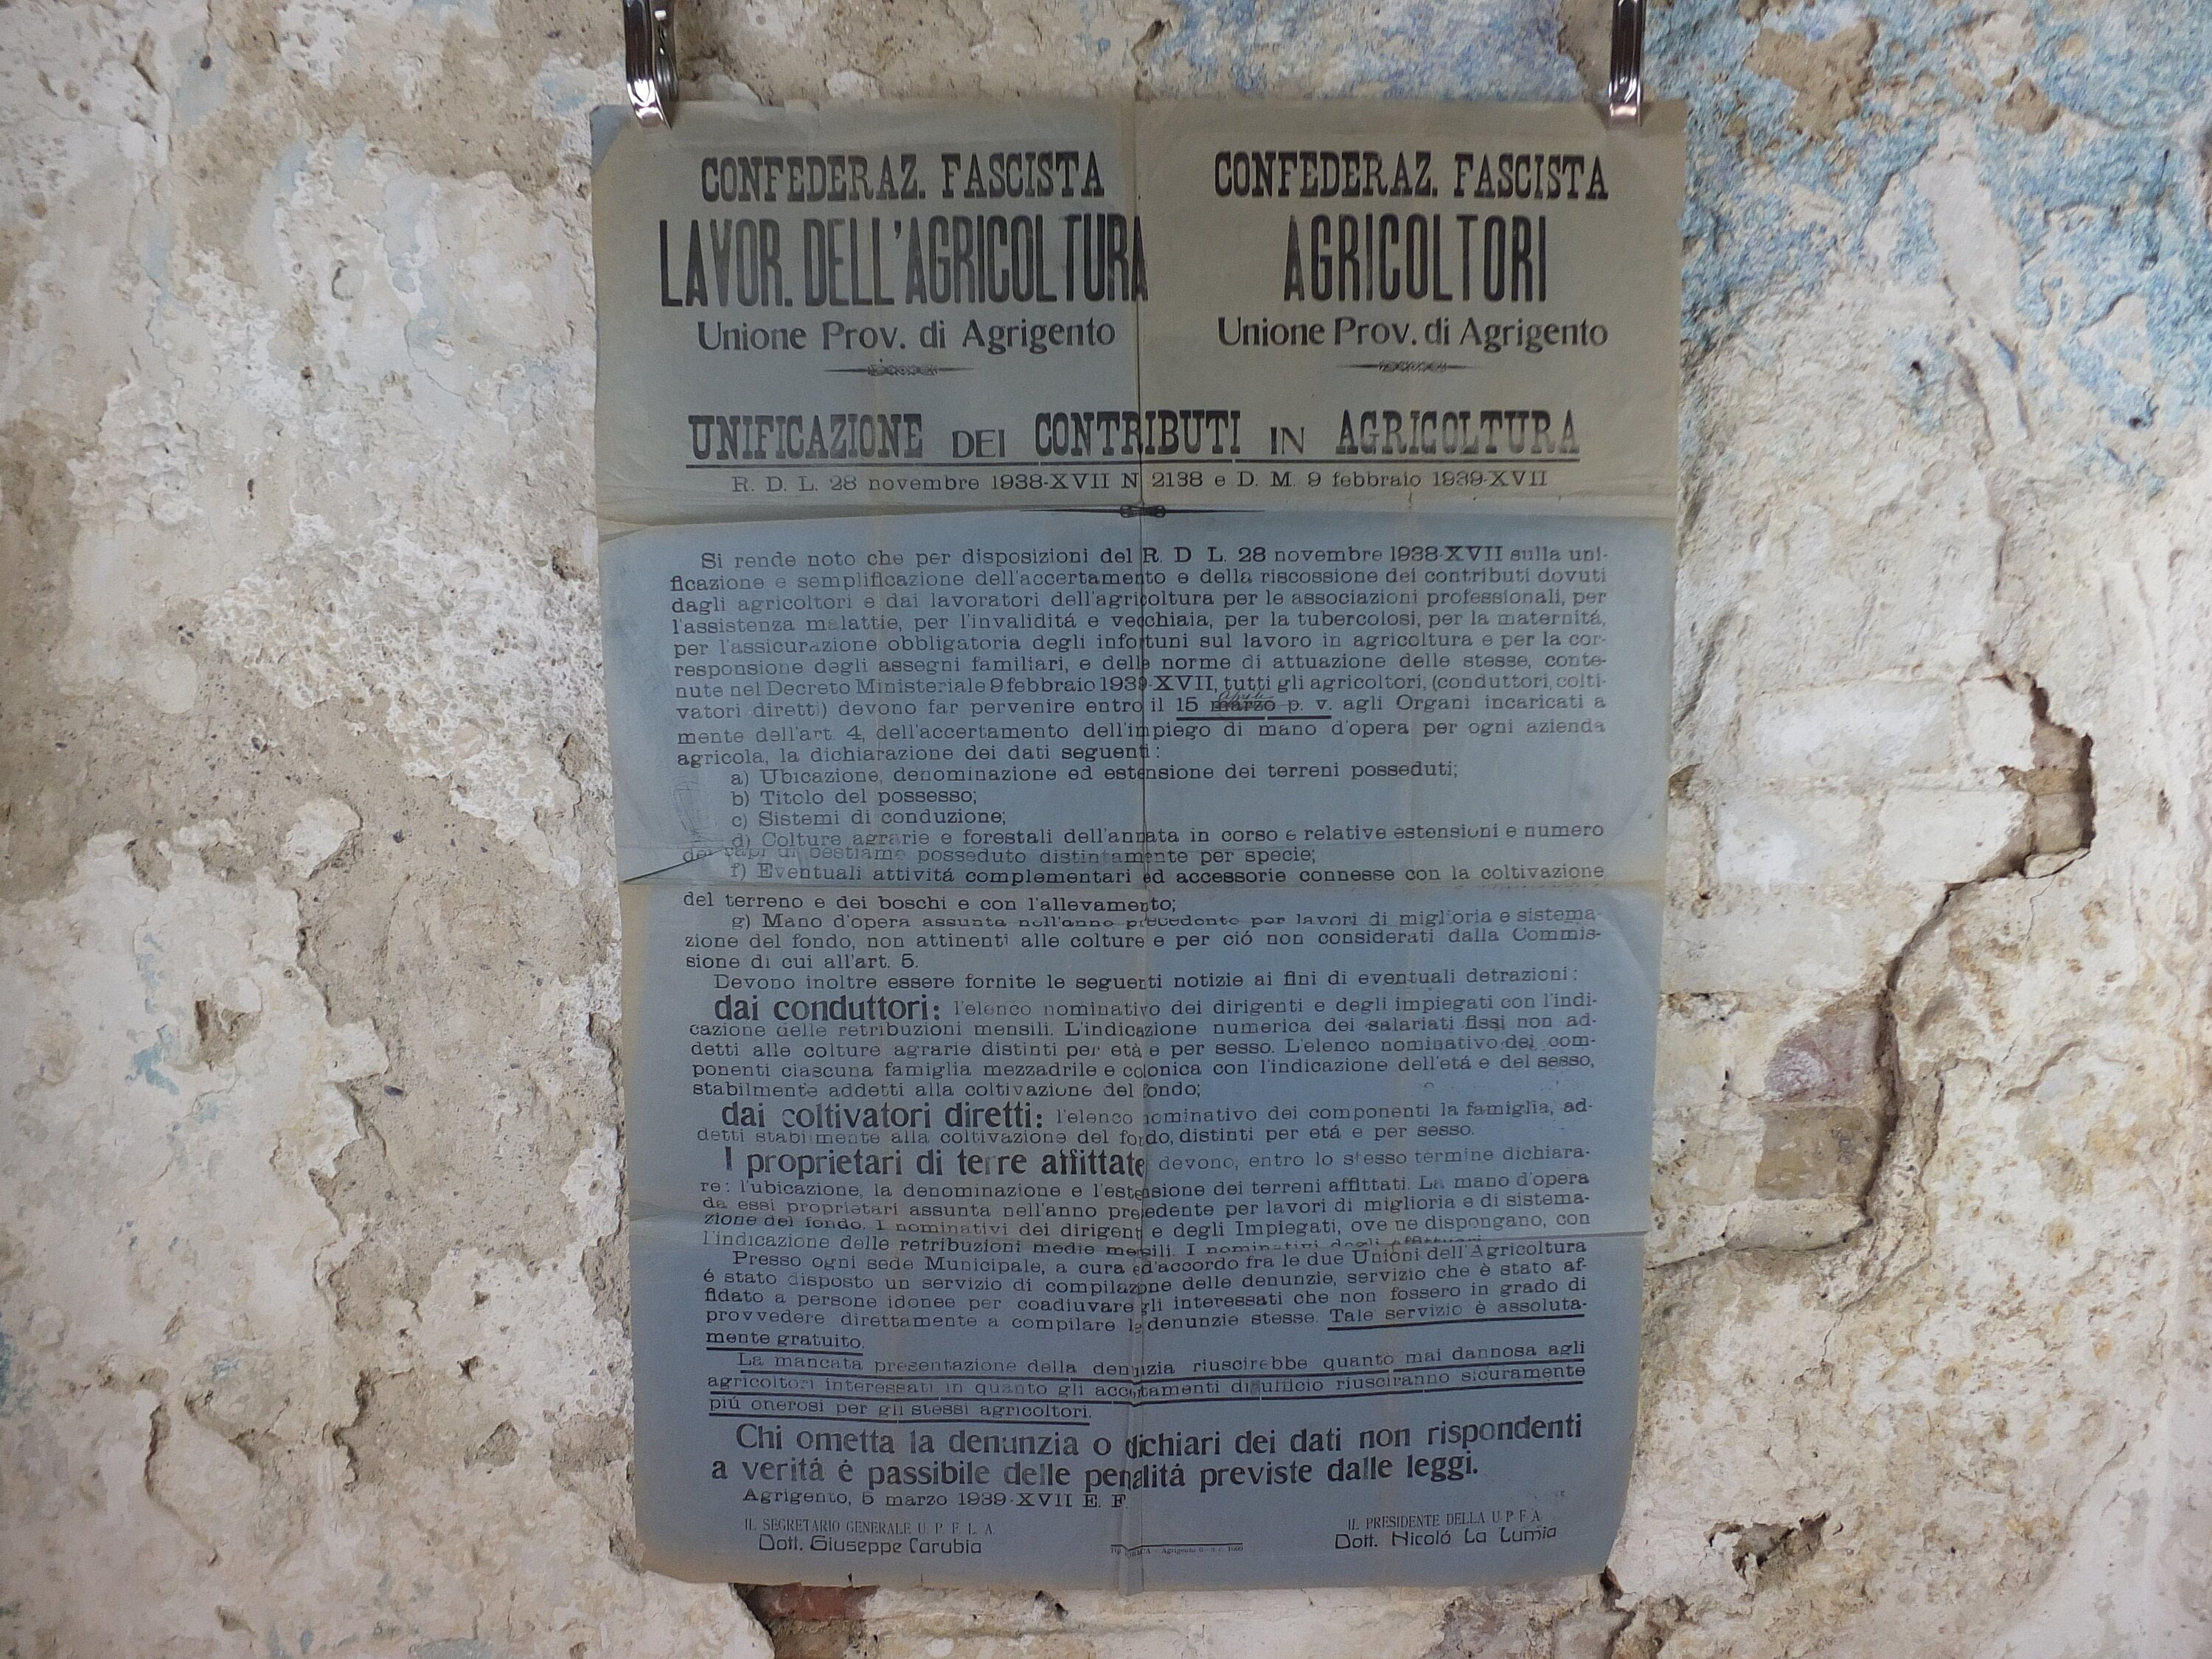 CONFEDERAZ. FASCISTA
LAVOR. DELL'AGRICOLTURA
Unione Prov. di Agrigento
CONFEDERAZ. FASCISTA
AGRICOLTORI
Unione Prov. di Agrigento
UNIFICAZIONE DEI CONTRIBUTI IN AGRICOLTURA
R. D. L. 28 novembre 1938-XVII N 2138 e D. M. 9 febbraio 1939-XVII
Si rende noto che per disposizioni del R. D L. 28 novembre 1938-XVII sulla uni-
ficazione e semplificazione dell'accertamento e della riscossione dei contributi dovuti
dagli agricoltori e dai lavoratori dell'agricoltura per le associazioni professionali, per
l'assistenza malattie, per l'invaliditá e vecchiaia, per la tubercolosi, per la maternitá,
per l'assicurazione obbligatoria degli infortuni sul lavoro in agricoltura e per la cor-
responsione degli assegni familiari, e delle norme di attuazione delle stesse, conte-
nute nel Decreto Ministeriale 9 febbraio 1939-XVII, tutti gli agricoltori, (conduttori, colti-
vatori diretti) devono far pervenire entro il 15 marzo p. v. agli Organi incaricati a
mente dell'art. 4, dell'accertamento dell'impiego di mano d'opera per ogni azienda
agricola, la dichiarazione dei dati seguenti:
a) Ubicazione, denominazione ed estensione dei terreni posseduti;
b) Titolo del possesso;
c) Sistemi di conduzione;
d) Colture agrarie e forestali dell'annata in corso e relative estensioni e numero
dei capi di bestiame posseduto distintamente per specie;
f) Eventuali attivitá complementari ed accessorie connesse con la coltivazione
del terreno e dei boschi e con l'allevamento;
g) Mano d'opera assunta nell'anno precedente per lavori di miglioria e sistema-
zione del fondo, non attinenti alle colture e per ció non considerati dalla Commis-
sione di cui all'art. 5.
Devono inoltre essere fornite le seguenti notizie ai fini di eventuali detrazioni:
dai conduttori: l'elenco nominativo dei dirigenti e degli impiegati con l'indi-
cazione delle retribuzioni mensili. L'indicazione numerica dei salariati fissi non ad-
detti alle colture agrarie distinti per etá e per sesso. L'elenco nominativo dei com-
ponenti ciascuna famiglia mezzadrile e colonica con l'indicazione dell'etá e del sesso,
stabilmente addetti alla coltivazione del fondo;
dai coltivatori diretti: l'elenco nominativo dei componenti la famiglia, ad-
detti stabilmente alla coltivazione del fondo, distinti per etá e per sesso.
I proprietari di terre affittate devono, entro lo stesso termine dichiara-
re: l'ubicazione, la denominazione e l'estensione dei terreni affittati. La mano d'opera
da essi proprietari assunta nell'anno precedente per lavori di miglioria e di sistema-
zione del fondo. I nominativi dei dirigenti e degli Impiegati, ove ne dispongano, con
l'indicazione delle retribuzioni medie mensili. I nominativi degli affittuari
Presso ogni sede Municipale, a cura e d'accordo fra le due Unioni dell'Agricoltura
é stato disposto un servizio di compilazone delle denunzie, servizio che è stato af-
fidato a persone idonee per coadiuvare gli interessati che non fossero in grado di
provvedere direttamente a compilare le denunzie stesse. Tale servizio è assoluta-
mente gratuito.
La mancata presentazione della denunzia riuscirebbe quanto mai dannosa agli
agricoltori interessati in quanto gli accertamenti di ufficio riusciranno sicuramente
piú onerosi per gli stessi agricoltori.
Chi ometta la denunzia o dichiari dei dati non rispondenti
a veritá é passibile delle penalitá previste dalle leggi.
Agrigento, 5 marzo 1939-XVII E. F.
IL SEGRETARIO GENERALE U. P. F. L. A.
Dott. Giuseppe Carubia
IL PRESIDENTE DELLA U P F A
Dott. Nicoló La Lumia